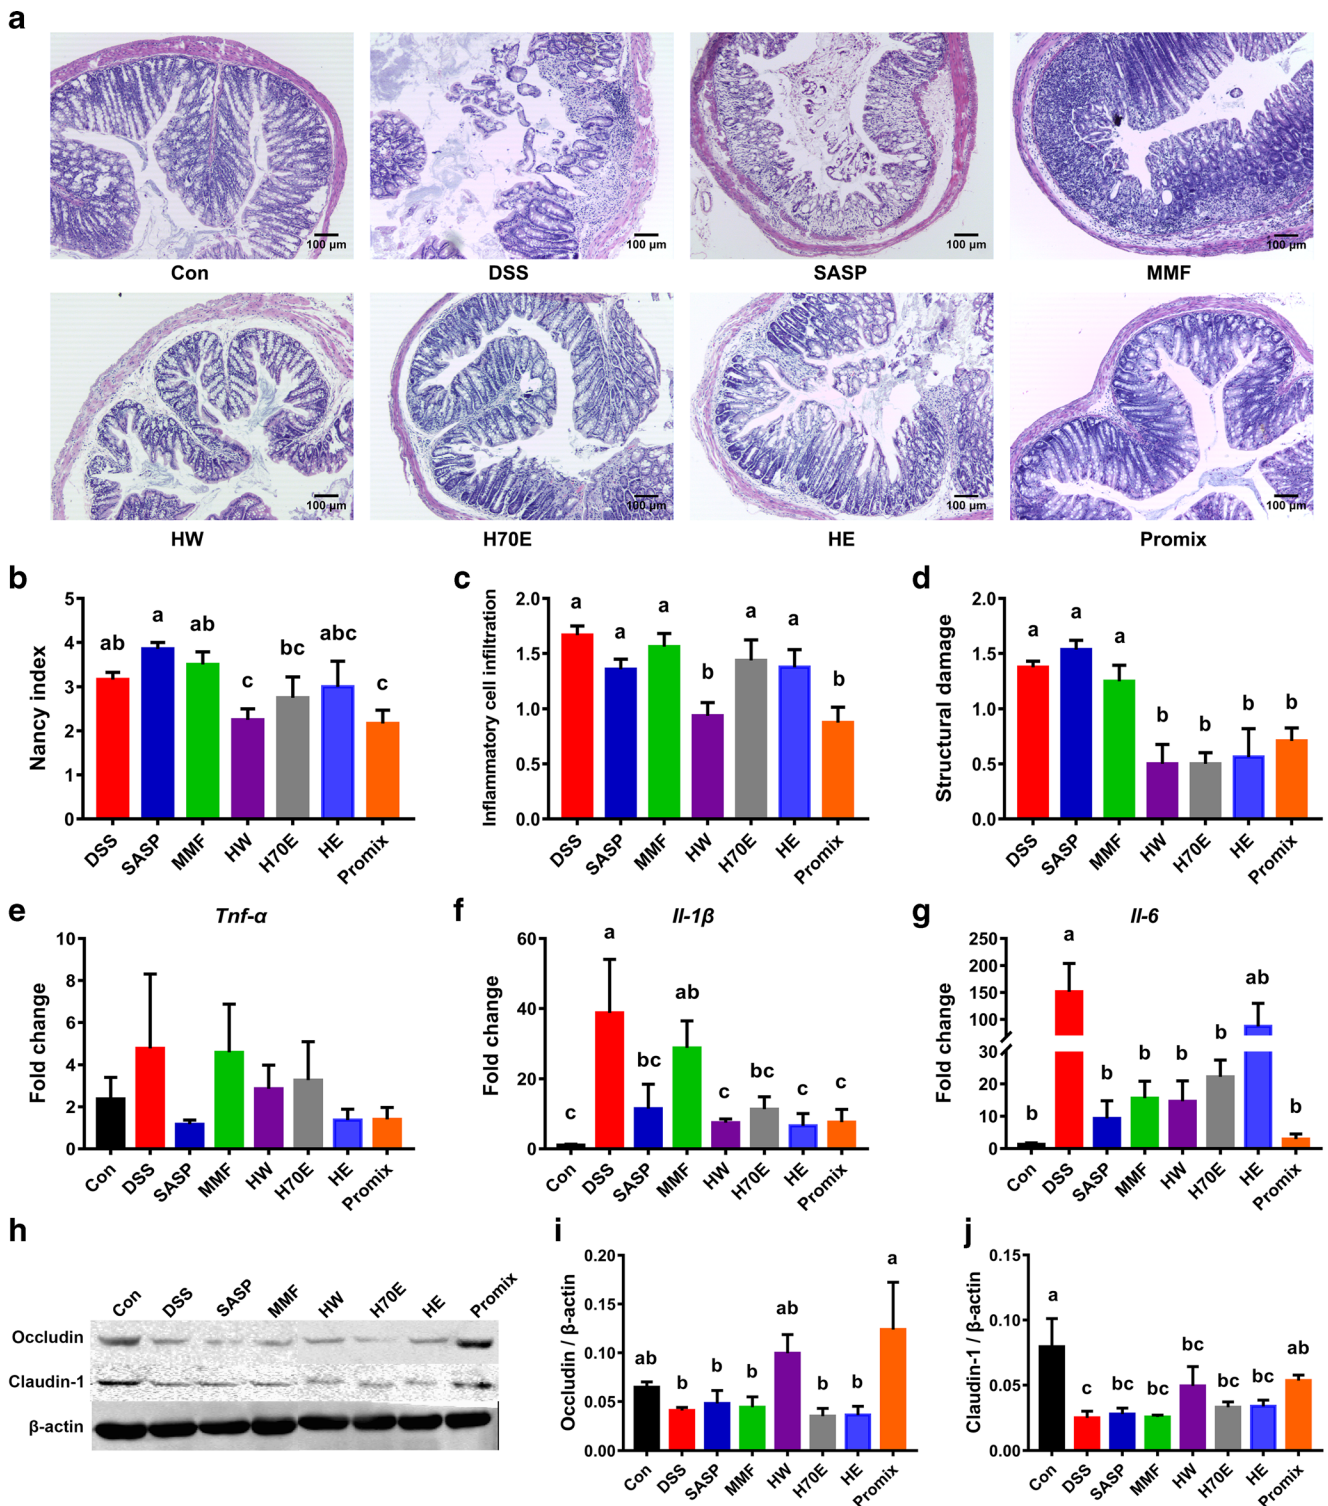 a
100 µm
100 µm
100 µm
100 µm
Con
DSS
SASP
MMF
100 µm
100 µm
100 µm
100 µm
HW
H70E
HE
Promix
b
Nancy index
5
4
3
2
1
0
ab
a
ab
c
bc
abc
c
DSS
SASP
MMF
HW
H70E
HE
Promix
c
Inflammatory cell infiltration
2.0
1.5
1.0
0.5
0.0
a
a
a
b
a
a
b
DSS
SASP
MMF
HW
H70E
HE
Promix
d
Structural damage
2.0
1.5
1.0
0.5
0.0
a
a
a
b
b
b
b
DSS
SASP
MMF
HW
H70E
HE
Promix
e
Tnf-α
Fold change
10
8
6
4
2
0
Con
DSS
SASP
MMF
HW
H70E
HE
Promix
f
Il-1β
Fold change
60
40
20
0
c
a
bc
ab
c
bc
c
c
Con
DSS
SASP
MMF
HW
H70E
HE
Promix
g
Il-6
Fold change
250
200
150
100
30
20
10
0
b
a
b
b
b
b
ab
b
Con
DSS
SASP
MMF
HW
H70E
HE
Promix
h
Con
DSS
SASP
MMF
HW
H70E
HE
Promix
Occludin
Claudin-1
β-actin
i
Occludin / β-actin
0.20
0.15
0.10
0.05
0.00
ab
b
b
b
ab
b
b
a
Con
DSS
SASP
MMF
HW
H70E
HE
Promix
j
Claudin-1 / β-actin
0.15
0.10
0.05
0.00
a
c
bc
bc
bc
bc
bc
ab
Con
DSS
SASP
MMF
HW
H70E
HE
Promix